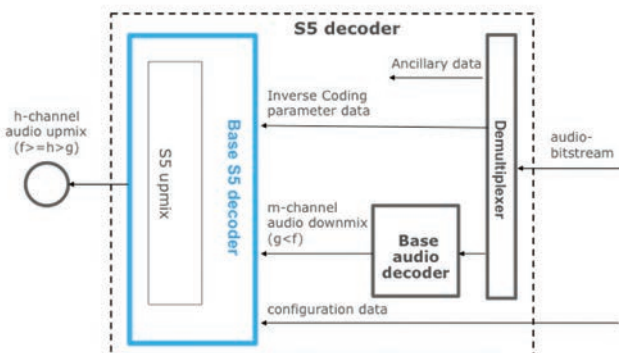 S5 decoder
Ancillary data
Inverse Coding
parameter data
h-channel
audio upmix
(f>=h>g)
S5 upmix
Base S5 decoder
Demultiplexer
audio-
bitstream
m-channel
audio downmix
(g<f)
Base
audio
decoder
configuration data